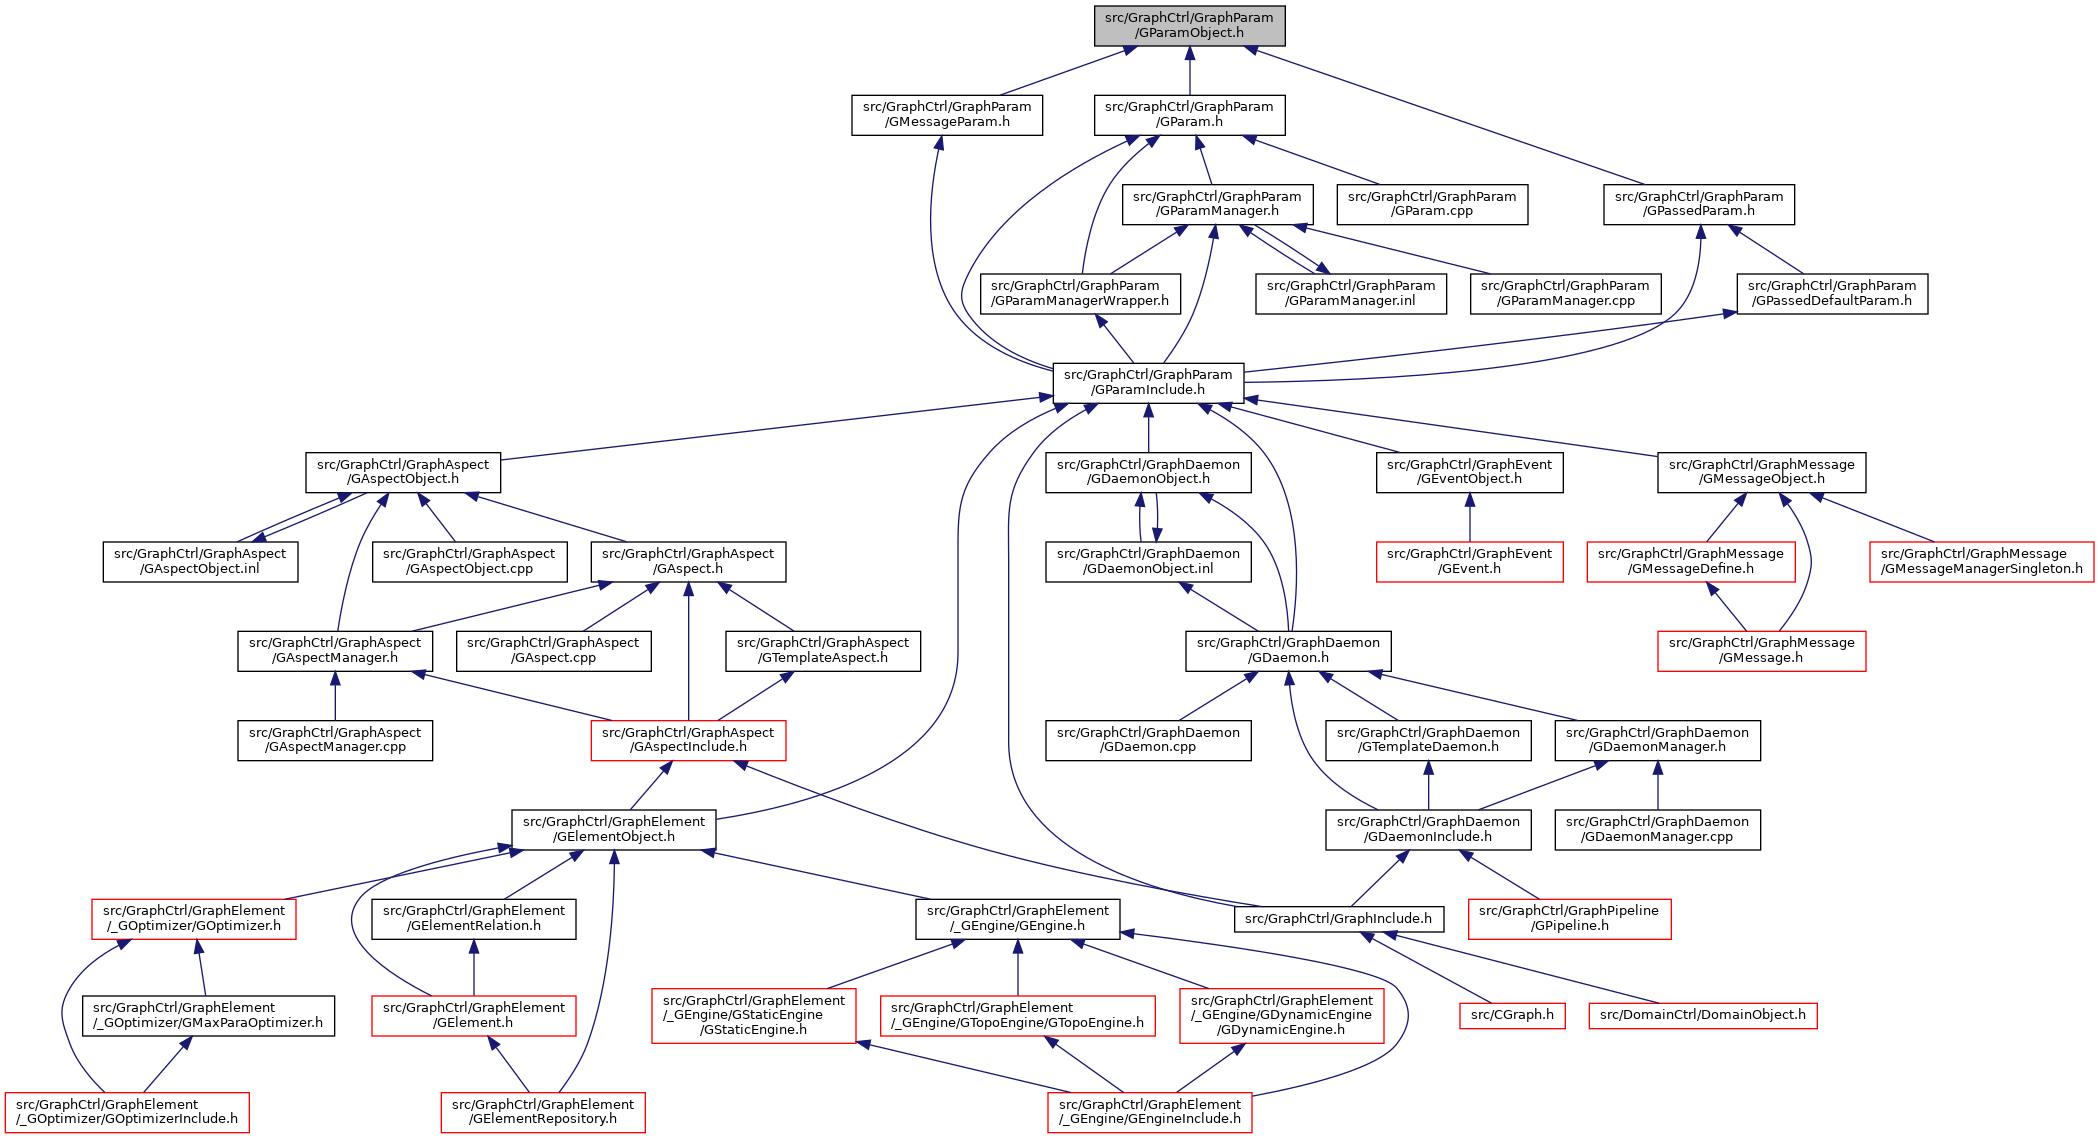 src/GraphCtrl/GraphParam
/GParamObject.h
src/GraphCtrl/GraphParam
/GMessageParam.h
src/GraphCtrl/GraphParam
/GParam.h
src/GraphCtrl/GraphParam
/GParamManager.h
src/GraphCtrl/GraphParam
/GParam.cpp
src/GraphCtrl/GraphParam
/GPassedParam.h
src/GraphCtrl/GraphParam
/GParamManagerWrapper.h
src/GraphCtrl/GraphParam
/GParamManager.inl
src/GraphCtrl/GraphParam
/GParamManager.cpp
src/GraphCtrl/GraphParam
/GPassedDefaultParam.h
src/GraphCtrl/GraphParam
/GParamInclude.h
src/GraphCtrl/GraphAspect
/GAspectObject.h
src/GraphCtrl/GraphDaemon
/GDaemonObject.h
src/GraphCtrl/GraphEvent
/GEventObject.h
src/GraphCtrl/GraphMessage
/GMessageObject.h
src/GraphCtrl/GraphAspect
/GAspectObject.inl
src/GraphCtrl/GraphAspect
/GAspectObject.cpp
src/GraphCtrl/GraphAspect
/GAspect.h
src/GraphCtrl/GraphDaemon
/GDaemonObject.inl
src/GraphCtrl/GraphEvent
/GEvent.h
src/GraphCtrl/GraphMessage
/GMessageDefine.h
src/GraphCtrl/GraphMessage
/GMessageManagerSingleton.h
src/GraphCtrl/GraphAspect
/GAspectManager.h
src/GraphCtrl/GraphAspect
/GAspect.cpp
src/GraphCtrl/GraphAspect
/GTemplateAspect.h
src/GraphCtrl/GraphDaemon
/GDaemon.h
src/GraphCtrl/GraphMessage
/GMessage.h
src/GraphCtrl/GraphAspect
/GAspectManager.cpp
src/GraphCtrl/GraphAspect
/GAspectInclude.h
src/GraphCtrl/GraphDaemon
/GDaemon.cpp
src/GraphCtrl/GraphDaemon
/GTemplateDaemon.h
src/GraphCtrl/GraphDaemon
/GDaemonManager.h
src/GraphCtrl/GraphElement
/GElementObject.h
src/GraphCtrl/GraphDaemon
/GDaemonInclude.h
src/GraphCtrl/GraphDaemon
/GDaemonManager.cpp
src/GraphCtrl/GraphElement
/_GOptimizer/GOptimizer.h
src/GraphCtrl/GraphElement
/GElementRelation.h
src/GraphCtrl/GraphElement
/_GEngine/GEngine.h
src/GraphCtrl/GraphInclude.h
src/GraphCtrl/GraphPipeline
/GPipeline.h
src/GraphCtrl/GraphElement
/_GOptimizer/GMaxParaOptimizer.h
src/GraphCtrl/GraphElement
/GElement.h
src/GraphCtrl/GraphElement
/_GEngine/GStaticEngine
/GStaticEngine.h
src/GraphCtrl/GraphElement
/_GEngine/GTopoEngine/GTopoEngine.h
src/GraphCtrl/GraphElement
/_GEngine/GDynamicEngine
/GDynamicEngine.h
src/CGraph.h
src/DomainCtrl/DomainObject.h
src/GraphCtrl/GraphElement
/_GOptimizer/GOptimizerInclude.h
src/GraphCtrl/GraphElement
/GElementRepository.h
src/GraphCtrl/GraphElement
/_GEngine/GEngineInclude.h